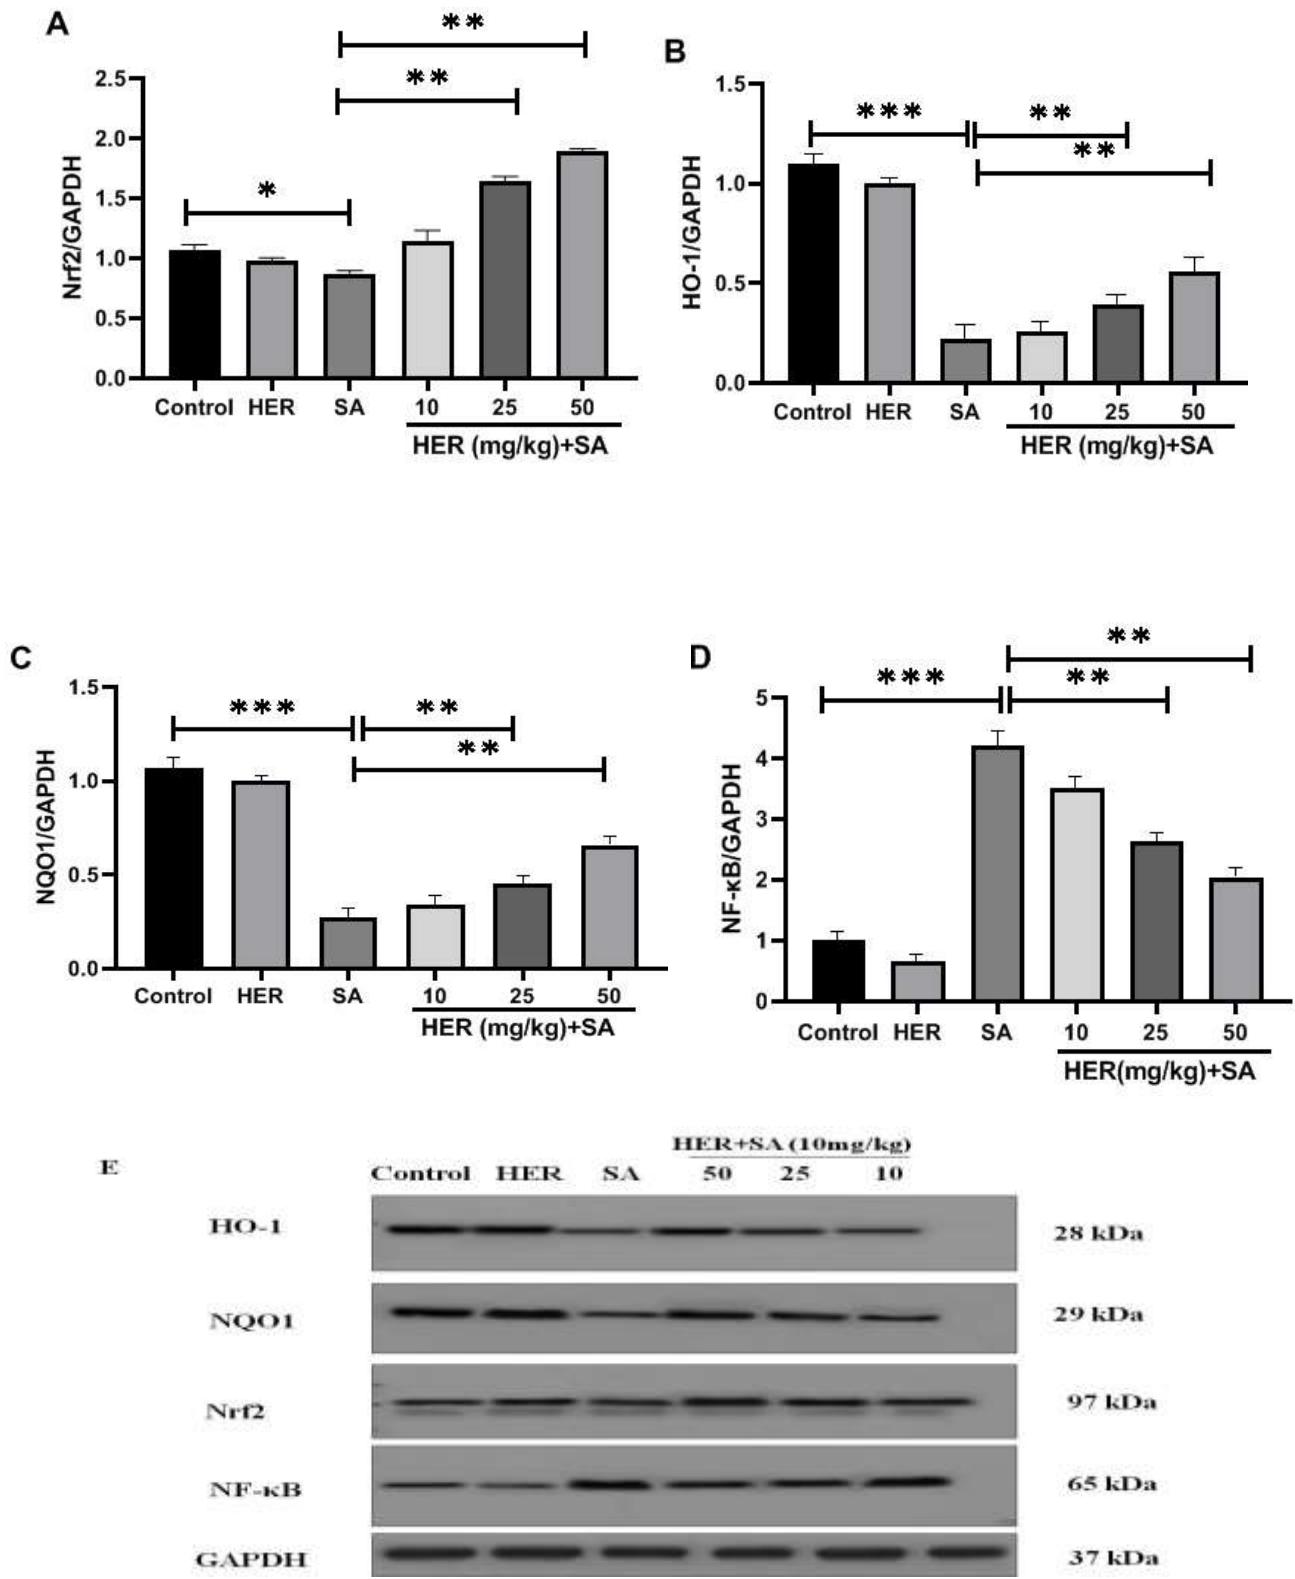 A
**
**
*
2.5
2.0
1.5
1.0
0.5
0.0
Nrf2/GAPDH
Control HER SA 10 25 50
HER (mg/kg)+SA
B
***
**
**
1.5
1.0
0.5
0.0
HO-1/GAPDH
Control HER SA 10 25 50
HER (mg/kg)+SA
C
***
**
**
1.5
1.0
0.5
0.0
NQO1/GAPDH
Control HER SA 10 25 50
HER (mg/kg)+SA
D
**
***
**
5
4
3
2
1
0
NF-κB/GAPDH
Control HER SA 10 25 50
HER(mg/kg)+SA
E
HER+SA (10mg/kg)
Control HER SA 50 25 10
HO-1 28 kDa
NQO1 29 kDa
Nrf2 97 kDa
NF-κB 65 kDa
GAPDH 37 kDa